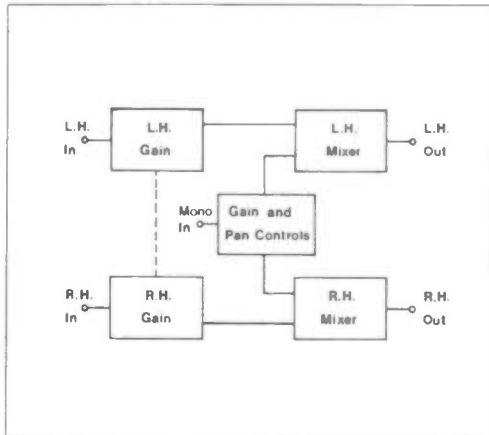 L.H.
In
L.H.
Gain
L.H.
Mixer
L.H.
Out
Mono
In
Gain and
Pan Controls
R.H.
In
R.H.
Gain
R.H.
Mixer
R.H.
Out